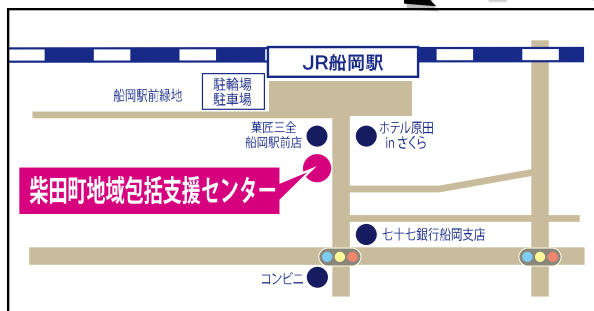 JR船岡駅
駐輪場
駐車場
船岡駅前緑地
菓匠三全
船岡駅前店
ホテル原田
in さくら
柴田町地域包括支援センター
七十七銀行船岡支店
コンビニ